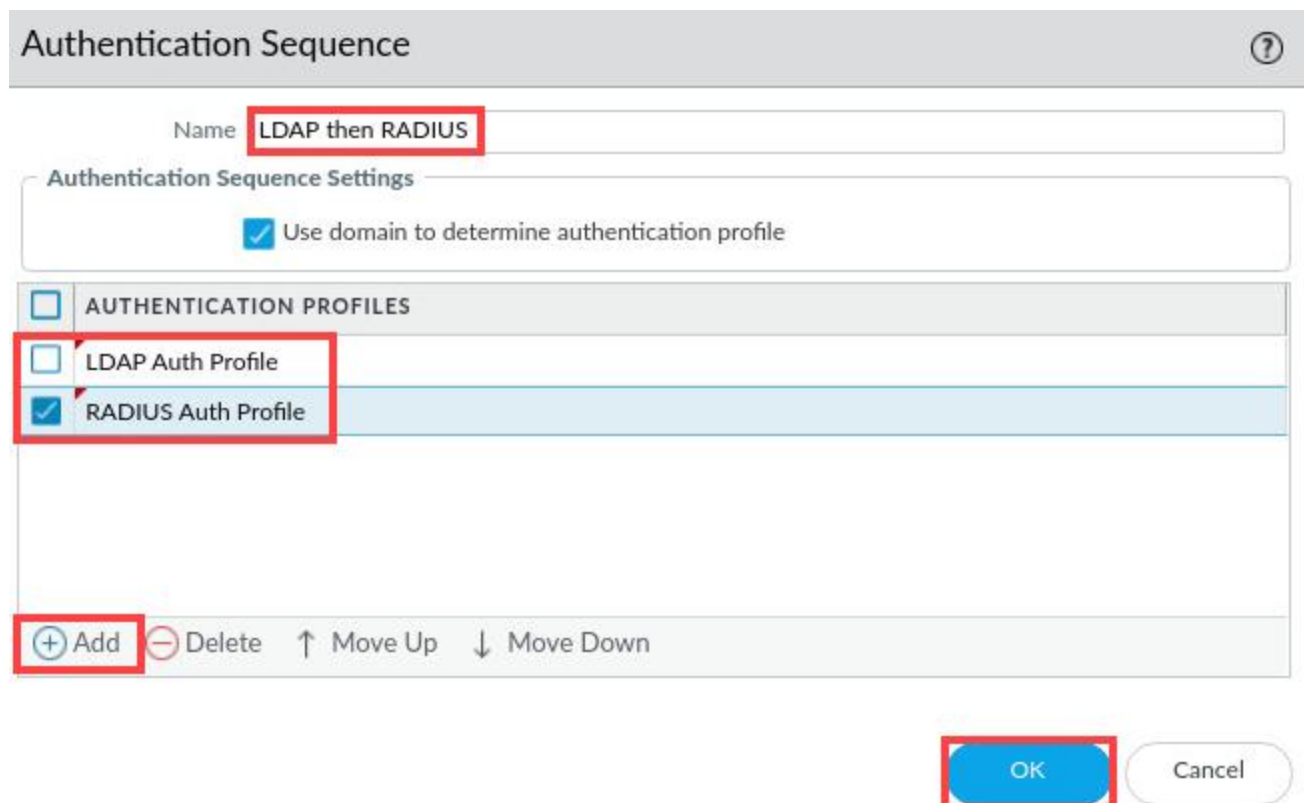 Authentication Sequence ?
Name LDAP then RADIUS
Authentication Sequence Settings
Use domain to determine authentication profile
AUTHENTICATION PROFILES
LDAP Auth Profile
RADIUS Auth Profile
Add Delete ↑ Move Up ↓ Move Down
OK Cancel